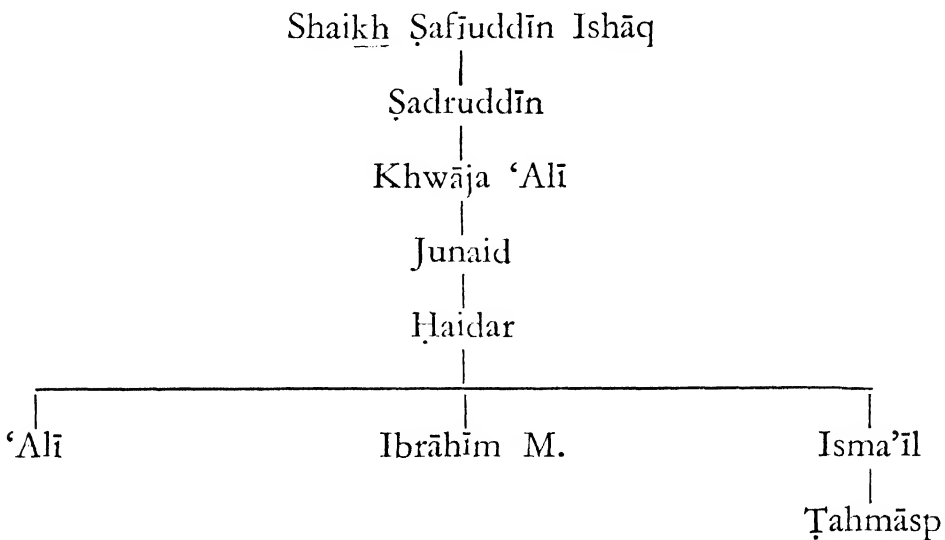 Shaikh Ṣafīuddīn Ishāq
Ṣadruddīn
Khwāja ‘Alī
Junaid
Ḥaidar
‘Alī Ibrāhīm M. Isma’īl
Ṭahmāsp